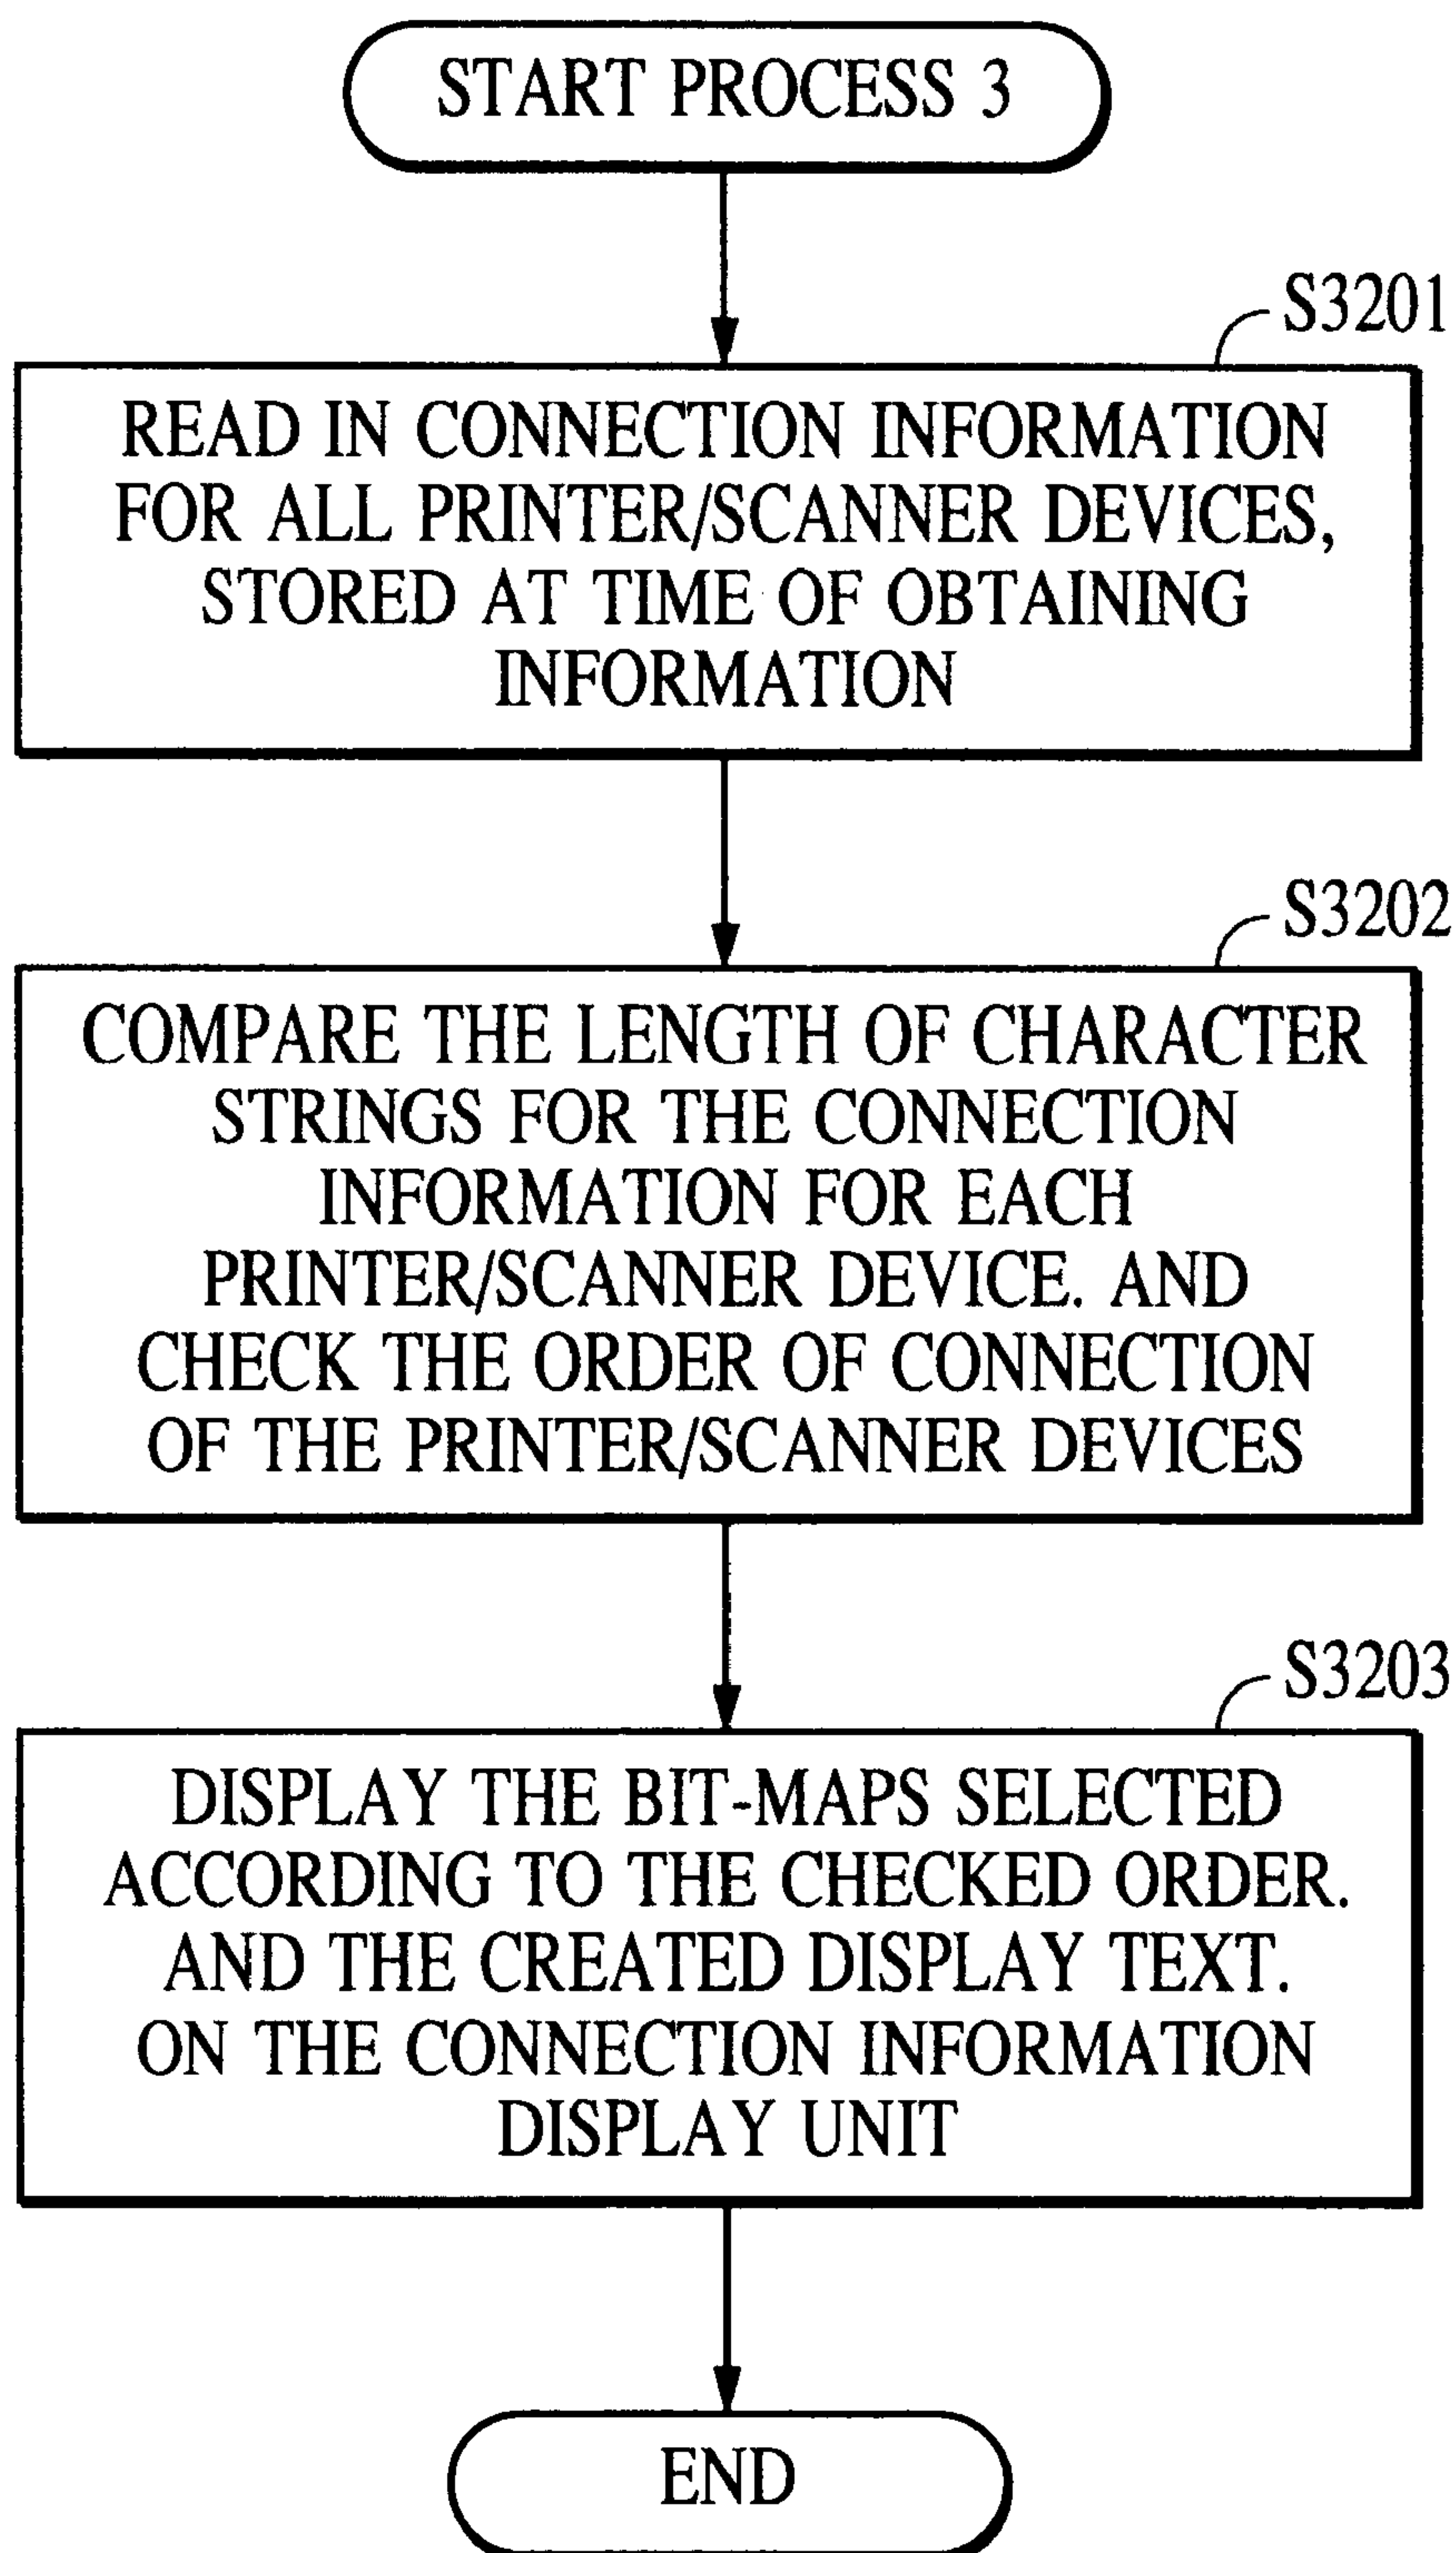 START PROCESS 3
S3201
READ IN CONNECTION INFORMATION
FOR ALL PRINTER/SCANNER DEVICES,
STORED AT TIME OF OBTAINING
INFORMATION
S3202
COMPARE THE LENGTH OF CHARACTER
STRINGS FOR THE CONNECTION
INFORMATION FOR EACH
PRINTER/SCANNER DEVICE. AND
CHECK THE ORDER OF CONNECTION
OF THE PRINTER/SCANNER DEVICES
S3203
DISPLAY THE BIT-MAPS SELECTED
ACCORDING TO THE CHECKED ORDER.
AND THE CREATED DISPLAY TEXT.
ON THE CONNECTION INFORMATION
DISPLAY UNIT
END